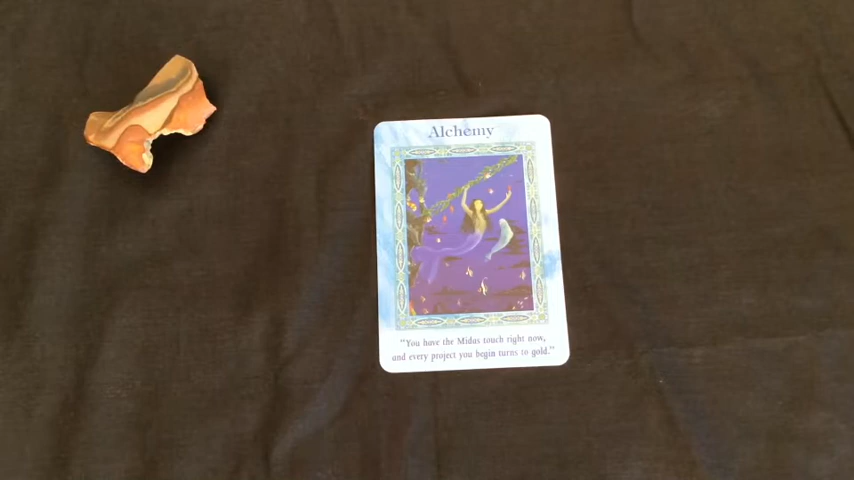 Alchemy
"You have the Midas touch right now,
and every project you begin turns to gold."